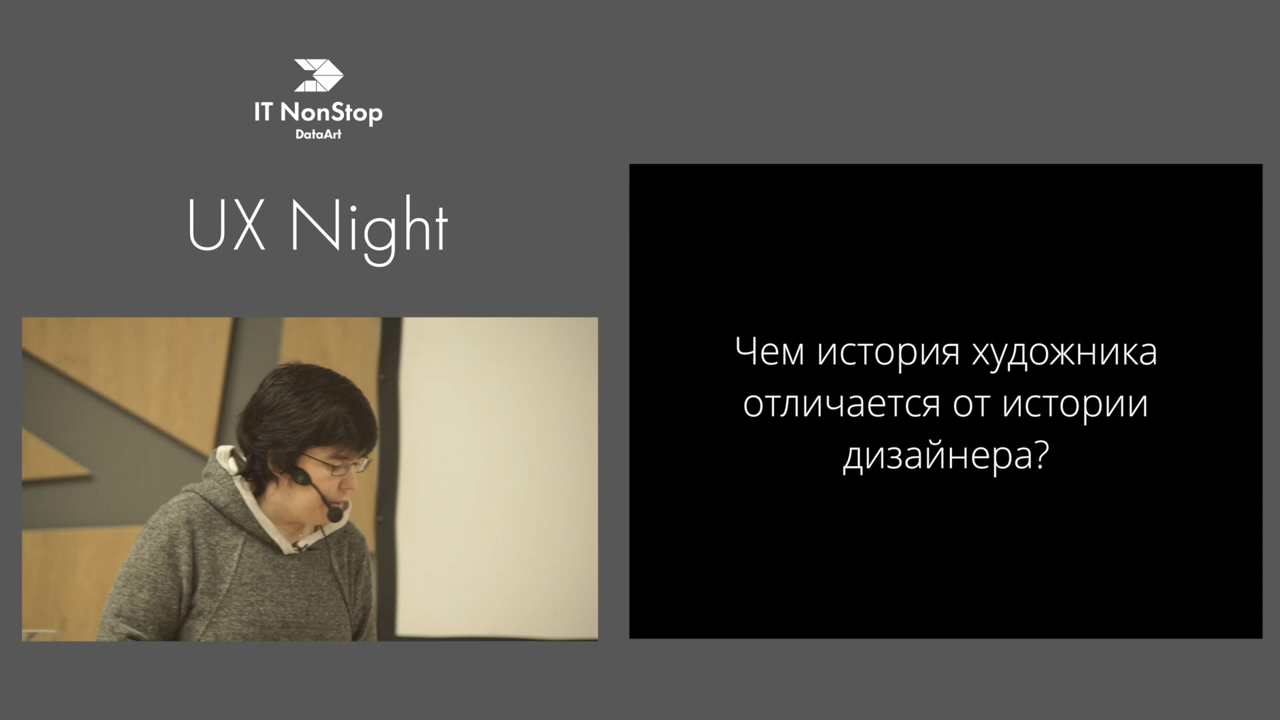 IT NonStop
DataArt
UX Night
Чем история художника
отличается от истории
дизайнера?